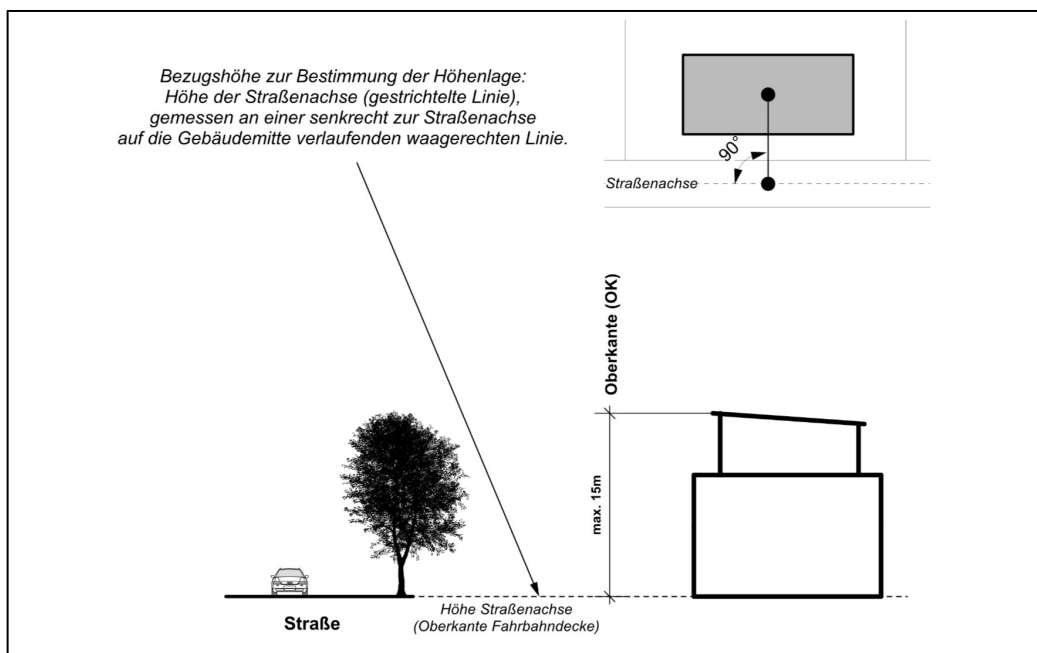 Bezugshöhe zur Bestimmung der Höhenlage:
Höhe der Straßenachse (gestrichtelte Linie),
gemessen an einer senkrecht zur Straßenachse
auf die Gebäudemitte verlaufenden waagerechten Linie.
90°
Straßenachse
Oberkante (OK)
max. 15m
Straße
Höhe Straßenachse
(Oberkante Fahrbahndecke)